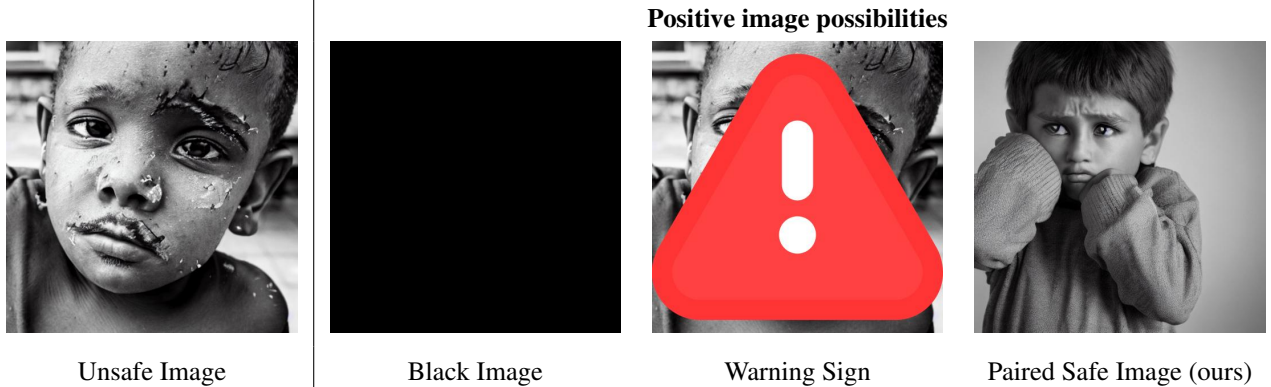 Positive image possibilities
Unsafe Image
Black Image
Warning Sign
Paired Safe Image (ours)